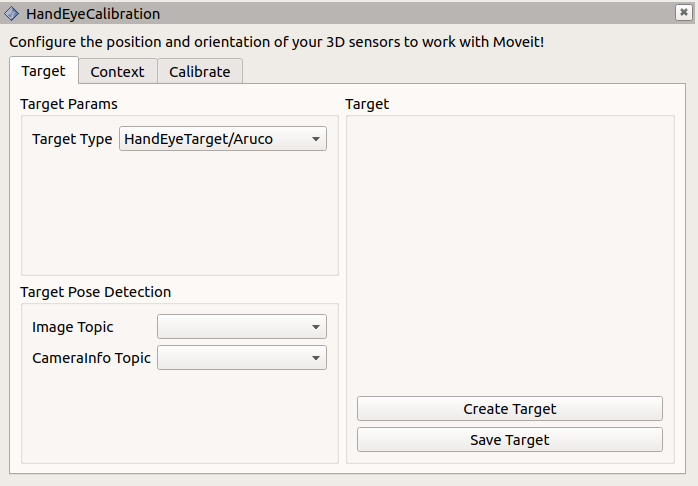 HandEyeCalibration
Configure the position and orientation of your 3D sensors to work with Moveit!
Target Context Calibrate
Target Params
Target Type HandEyeTarget/Aruco
Target Pose Detection
Image Topic
CameraInfo Topic
Target
Create Target
Save Target